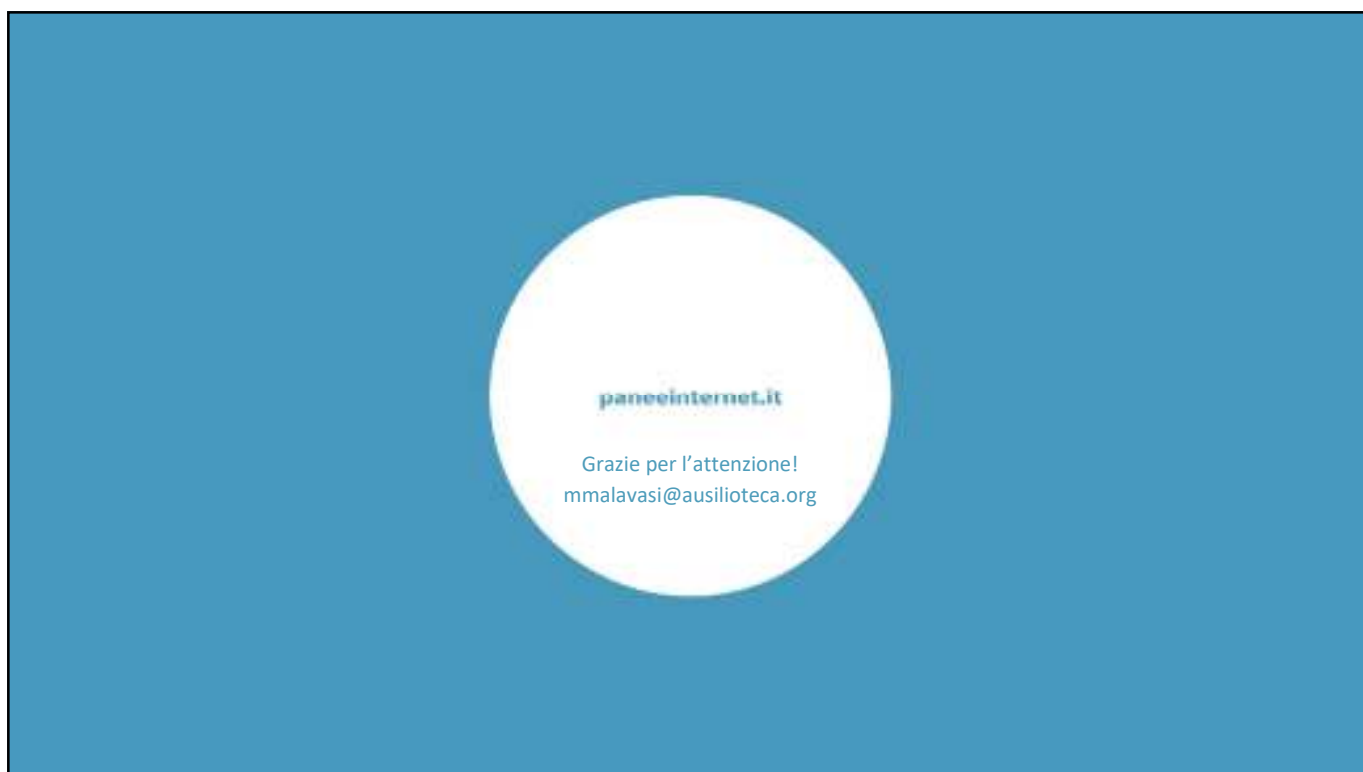 paneeinternet.it
Grazie per l’attenzione!
mmalavasi@ausilioteca.org